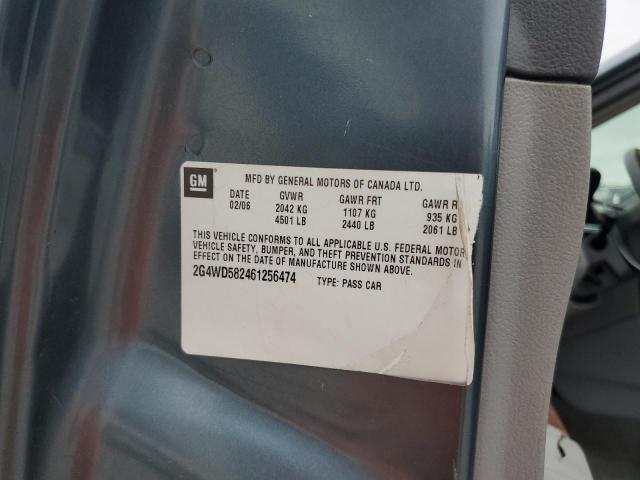 GM
MFD BY GENERAL MOTORS OF CANADA LTD.
DATE GVWR GAWR FRT GAWR R
02/06 2042 KG 1107 KG 935 KG
4501 LB 2440 LB 2061 LB
THIS VEHICLE CONFORMS TO ALL APPLICABLE U.S. FEDERAL MOTOR
VEHICLE SAFETY, BUMPER, AND THEFT PREVENTION STANDARDS IN
EFFECT ON THE DATE OF MANUFACTURE SHOWN ABOVE.
2G4WD582461256474 TYPE: PASS CAR